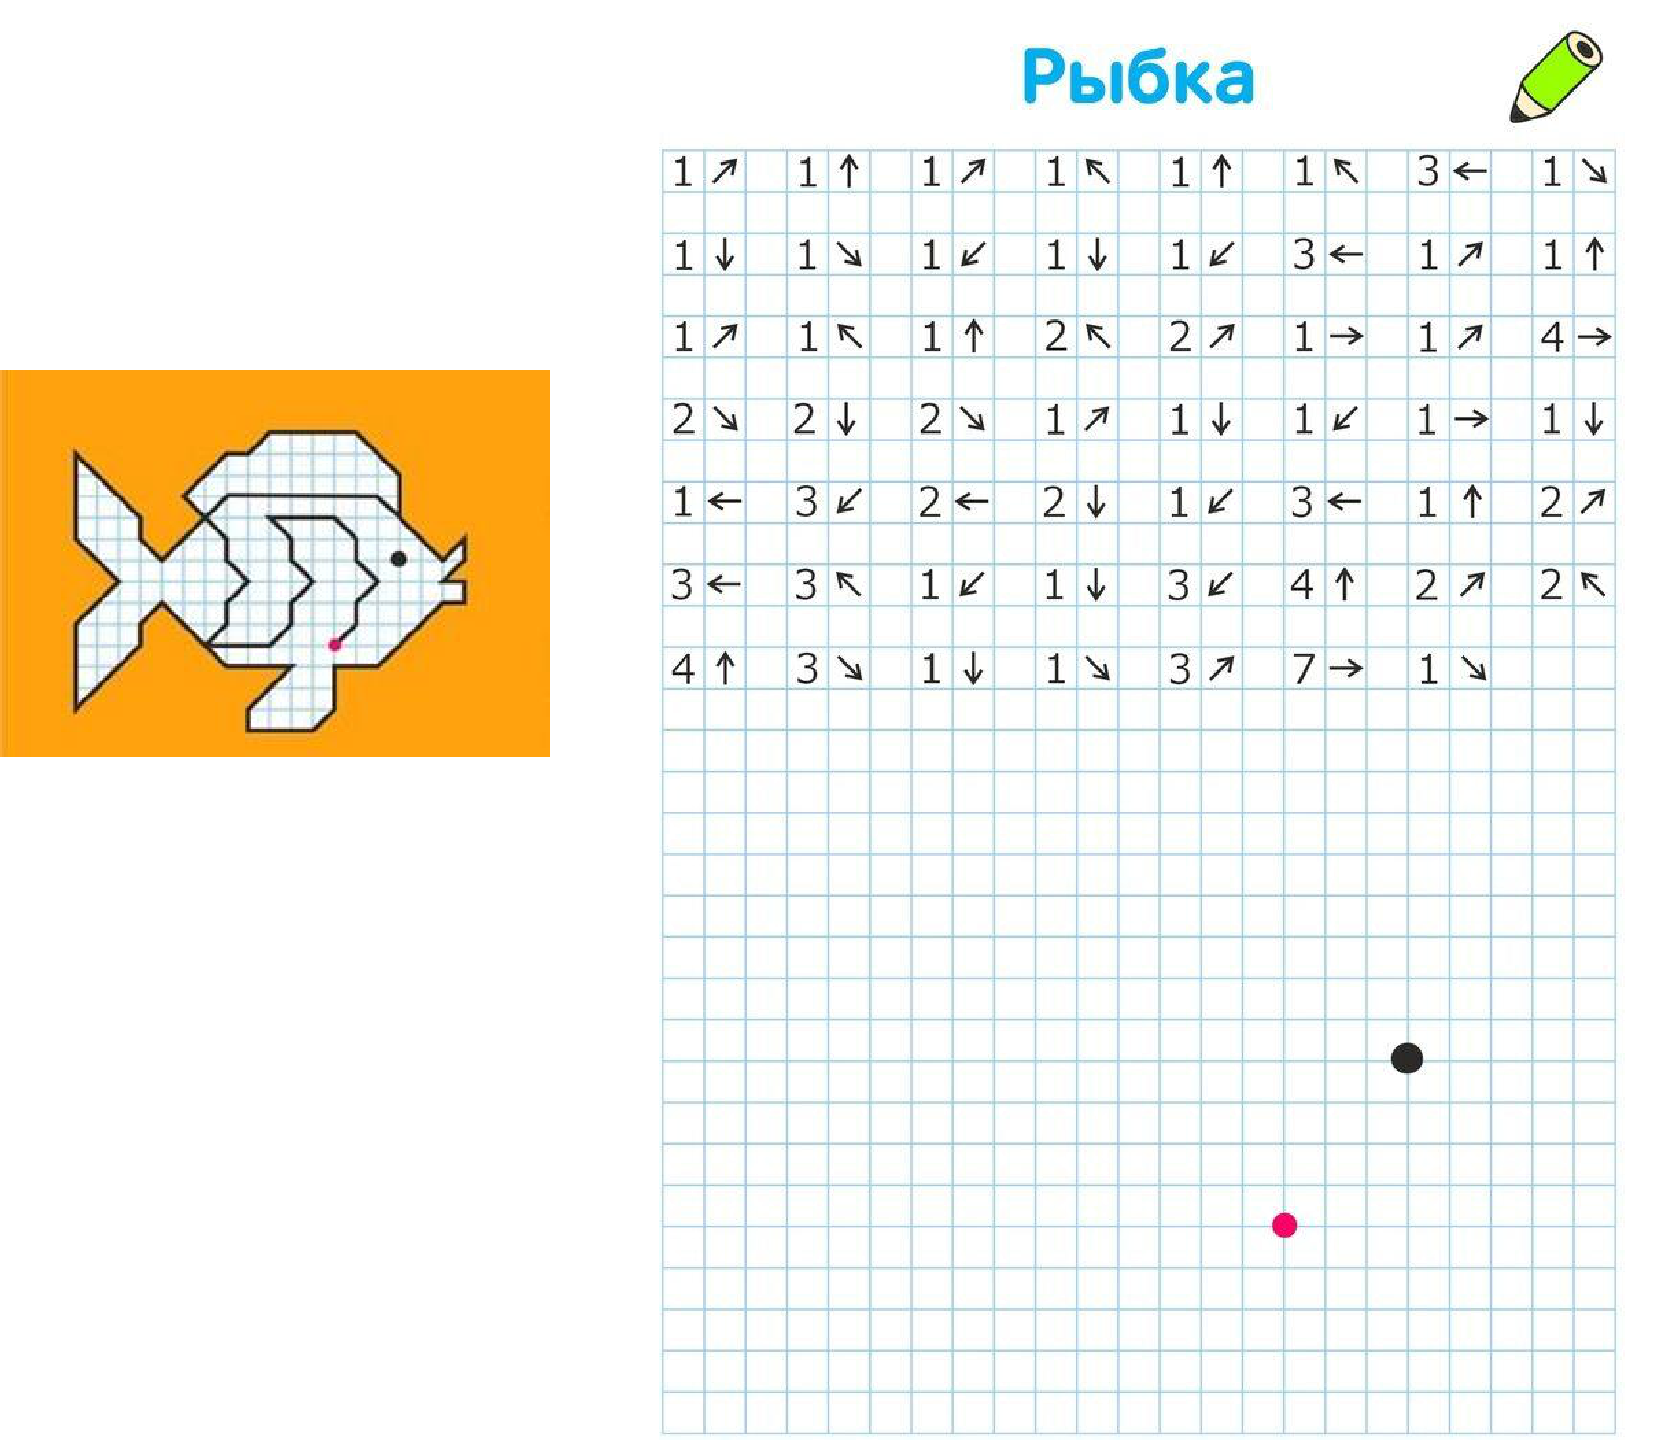 Рыбка
1 ↗ 1 ↑ 1 ↗ 1 ↖ 1 ↑ 1 ↖ 3 ← 1 ↘
1 ↓ 1 ↘ 1 ↙ 1 ↓ 1 ↙ 3 ← 1 ↗ 1 ↑
1 ↗ 1 ↖ 1 ↑ 2 ↖ 2 ↗ 1 → 1 ↗ 4 →
2 ↘ 2 ↓ 2 ↘ 1 ↗ 1 ↓ 1 ↙ 1 → 1 ↓
1 ← 3 ↙ 2 ← 2 ↓ 1 ↙ 3 ← 1 ↑ 2 ↗
3 ← 3 ↖ 1 ↙ 1 ↓ 3 ↙ 4 ↑ 2 ↗ 2 ↖
4 ↑ 3 ↘ 1 ↓ 1 ↘ 3 ↗ 7 → 1 ↘